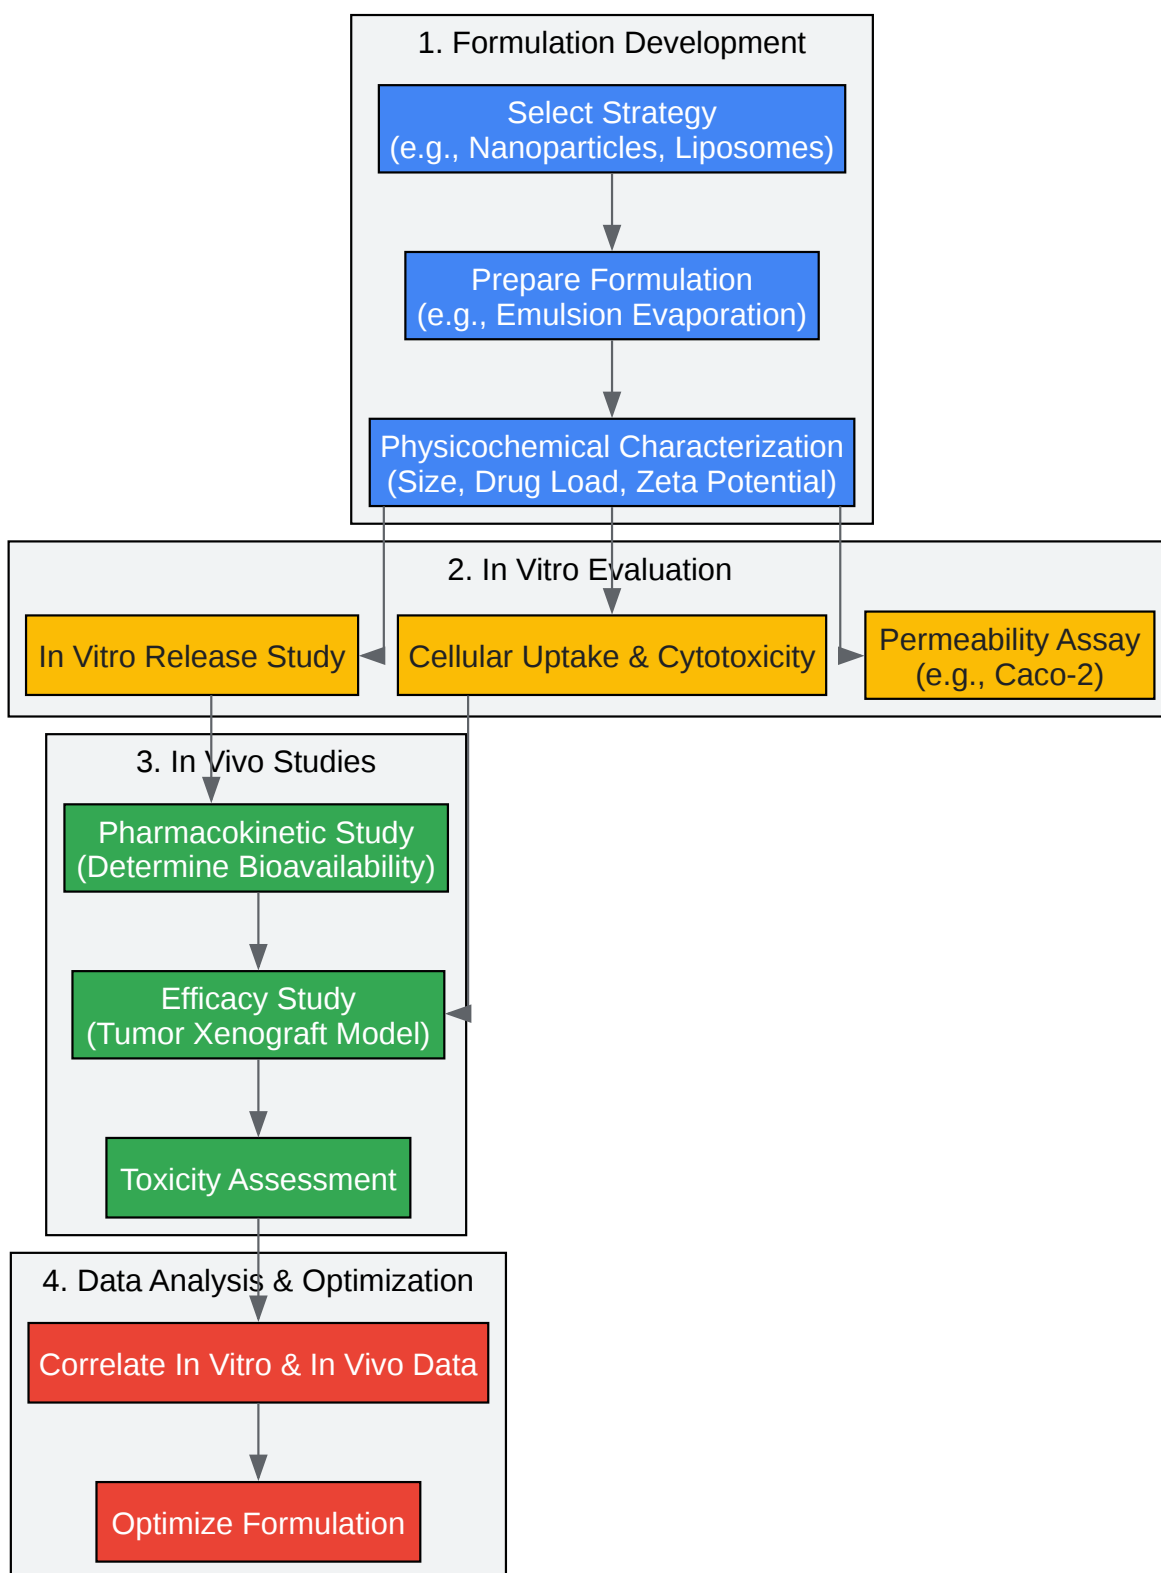 1. Formulation Development
Select Strategy
(e.g., Nanoparticles, Liposomes)
Prepare Formulation
(e.g., Emulsion Evaporation)
Physicochemical Characterization
(Size, Drug Load, Zeta Potential)
2. In Vitro Evaluation
In Vitro Release Study
Cellular Uptake & Cytotoxicity
Permeability Assay
(e.g., Caco-2)
3. In Vivo Studies
Pharmacokinetic Study
(Determine Bioavailability)
Efficacy Study
(Tumor Xenograft Model)
Toxicity Assessment
4. Data Analysis & Optimization
Correlate In Vitro & In Vivo Data
Optimize Formulation